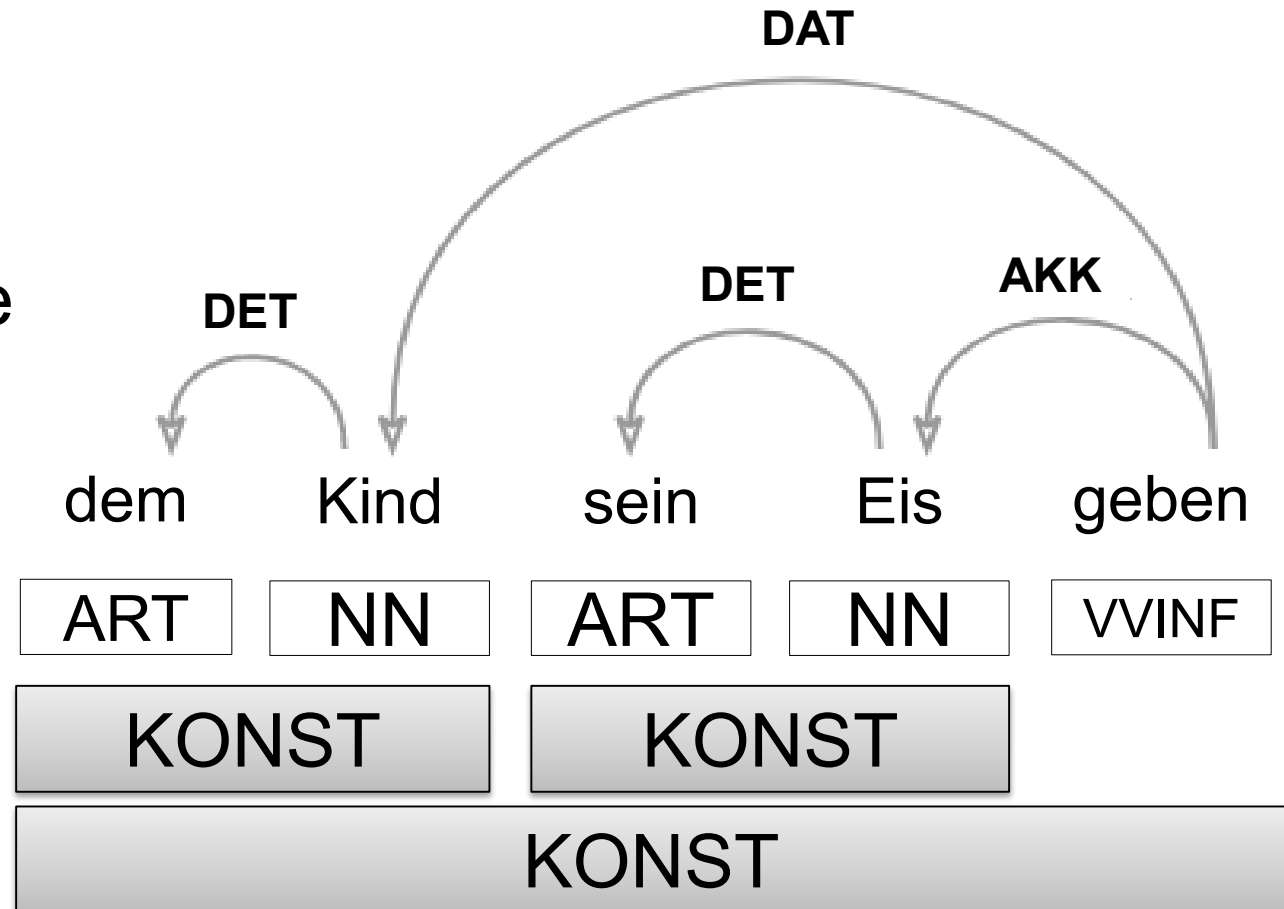 DAT
e DET DET AKK
dem Kind sein Eis geben
ART NN ART NN VVINF
KONST KONST
KONST